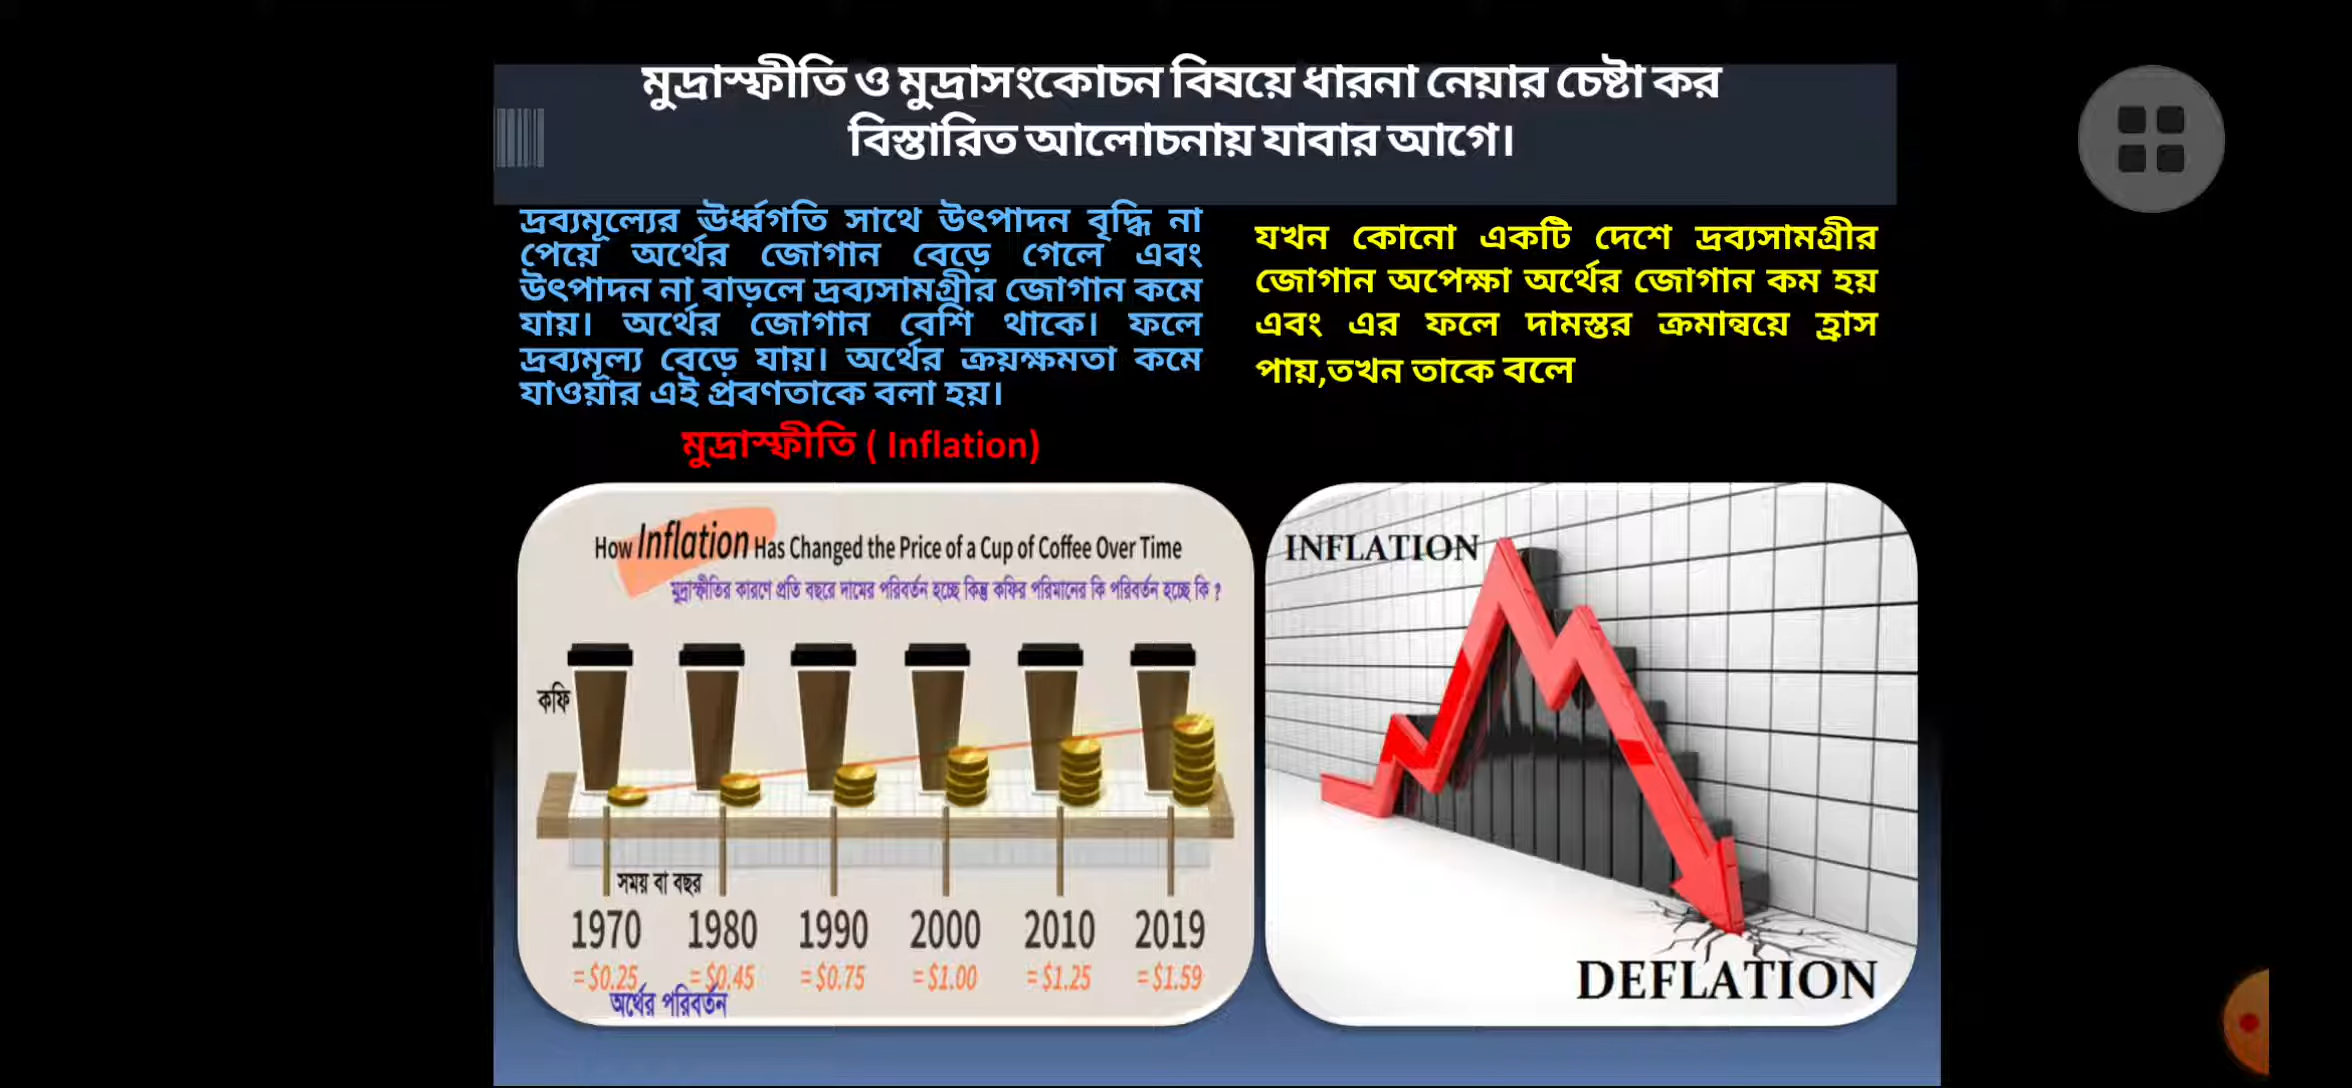 মুদ্রাস্ফীতি ও মুদ্রাসংকোচন বিষয়ে ধারনা নেয়ার চেষ্টা কর
বিস্তারিত আলোচনায় যাবার আগে।
দ্রব্যমূল্যের ঊর্ধ্বগতি সাথে উৎপাদন বৃদ্ধি না
পেয়ে অর্থের জোগান বেড়ে গেলে এবং
উৎপাদন না বাড়লে দ্রব্যসামগ্রীর জোগান কমে
যায়। অর্থের জোগান বেশি থাকে। ফলে
দ্রব্যমূল্য বেড়ে যায়। অর্থের ক্রয়ক্ষমতা কমে
যাওয়ার এই প্রবণতাকে বলা হয়।
মুদ্রাস্ফীতি ( Inflation)
যখন কোনো একটি দেশে দ্রব্যসামগ্রীর
জোগান অপেক্ষা অর্থের জোগান কম হয়
এবং এর ফলে দামস্তর ক্রমান্বয়ে হ্রাস
পায়,তখন তাকে বলে
How Inflation Has Changed the Price of a Cup of Coffee Over Time
মুদ্রাস্ফীতির কারণে প্রতি বছরে দামের পরিবর্তন হচ্ছে কিন্তু কফির পরিমানের কি পরিবর্তন হচ্ছে কি ?
কফি
সময় বা বছর
1970 1980 1990 2000 2010 2019
= $0.25 = $0.45 = $0.75 = $1.00 = $1.25 = $1.59
অর্থের পরিবর্তন
INFLATION
DEFLATION